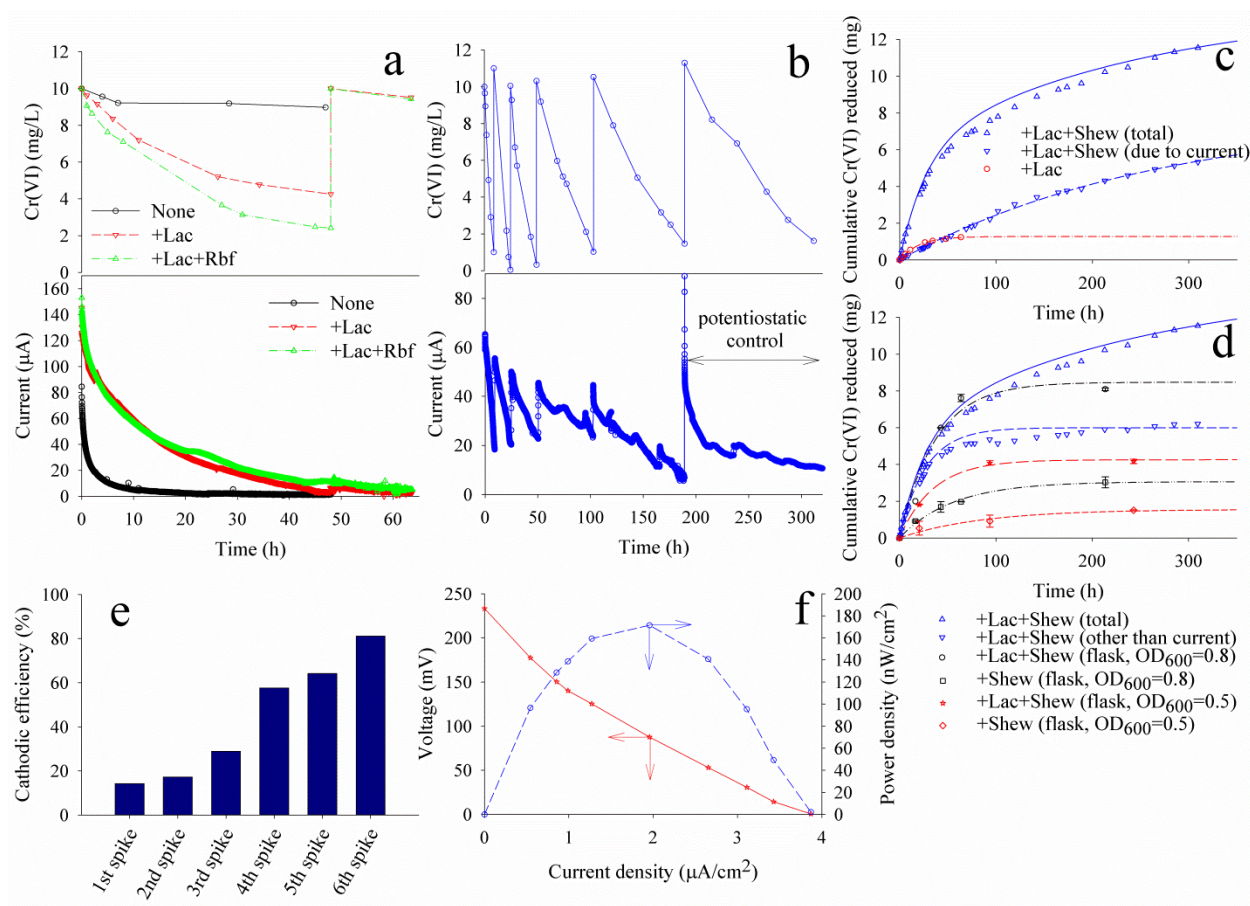 a
Cr(VI) (mg/L)
12
10
8
6
4
2
0
None
+Lac
+Lac+Rbf
Current (μA)
160
140
120
100
80
60
40
20
0
None
+Lac
+Lac+Rbf
0 10 20 30 40 50 60
Time (h)
b
Cr(VI) (mg/L)
12
10
8
6
4
2
0
Current (μA)
80
60
40
20
0
potentiostatic
control
0 50 100 150 200 250 300
Time (h)
c
Cumulative Cr(VI) reduced (mg)
12
10
8
6
4
2
0
+Lac+Shew (total)
+Lac+Shew (due to current)
+Lac
0 100 200 300
Time (h)
d
Cumulative Cr(VI) reduced (mg)
12
10
8
6
4
2
0
0 100 200 300
Time (h)
+Lac+Shew (total)
+Lac+Shew (other than current)
+Lac+Shew (flask, OD600=0.8)
+Shew (flask, OD600=0.8)
+Lac+Shew (flask, OD600=0.5)
+Shew (flask, OD600=0.5)
e
Cathodic efficiency (%)
100
80
60
40
20
0
1st spike
2nd spike
3rd spike
4th spike
5th spike
6th spike
f
Voltage (mV)
250
200
150
100
50
0
0 1 2 3 4
Current density (μA/cm2)
200
180
160
140
120
100
80
60
40
20
0
Power density (nW/cm2)